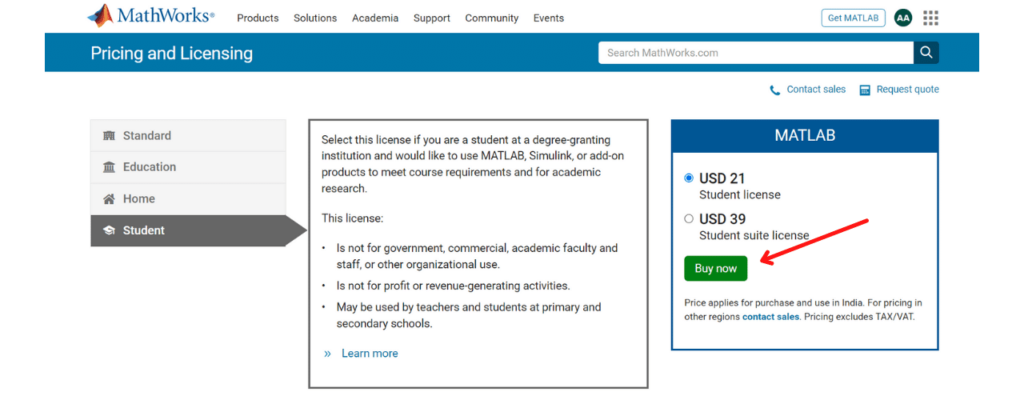 MathWorks®
Products Solutions Academia Support Community Events
Get MATLAB
AA
Pricing and Licensing
Search MathWorks.com
Contact sales
Request quote
Standard
Education
Home
Student
Select this license if you are a student at a degree-granting
institution and would like to use MATLAB, Simulink, or add-on
products to meet course requirements and for academic
research.
This license:
• Is not for government, commercial, academic faculty and
staff, or other organizational use.
• Is not for profit or revenue-generating activities.
• May be used by teachers and students at primary and
secondary schools.
» Learn more
MATLAB
USD 21
Student license
USD 39
Student suite license
Buy now
Price applies for purchase and use in India. For pricing in
other regions contact sales. Pricing excludes TAX/VAT.